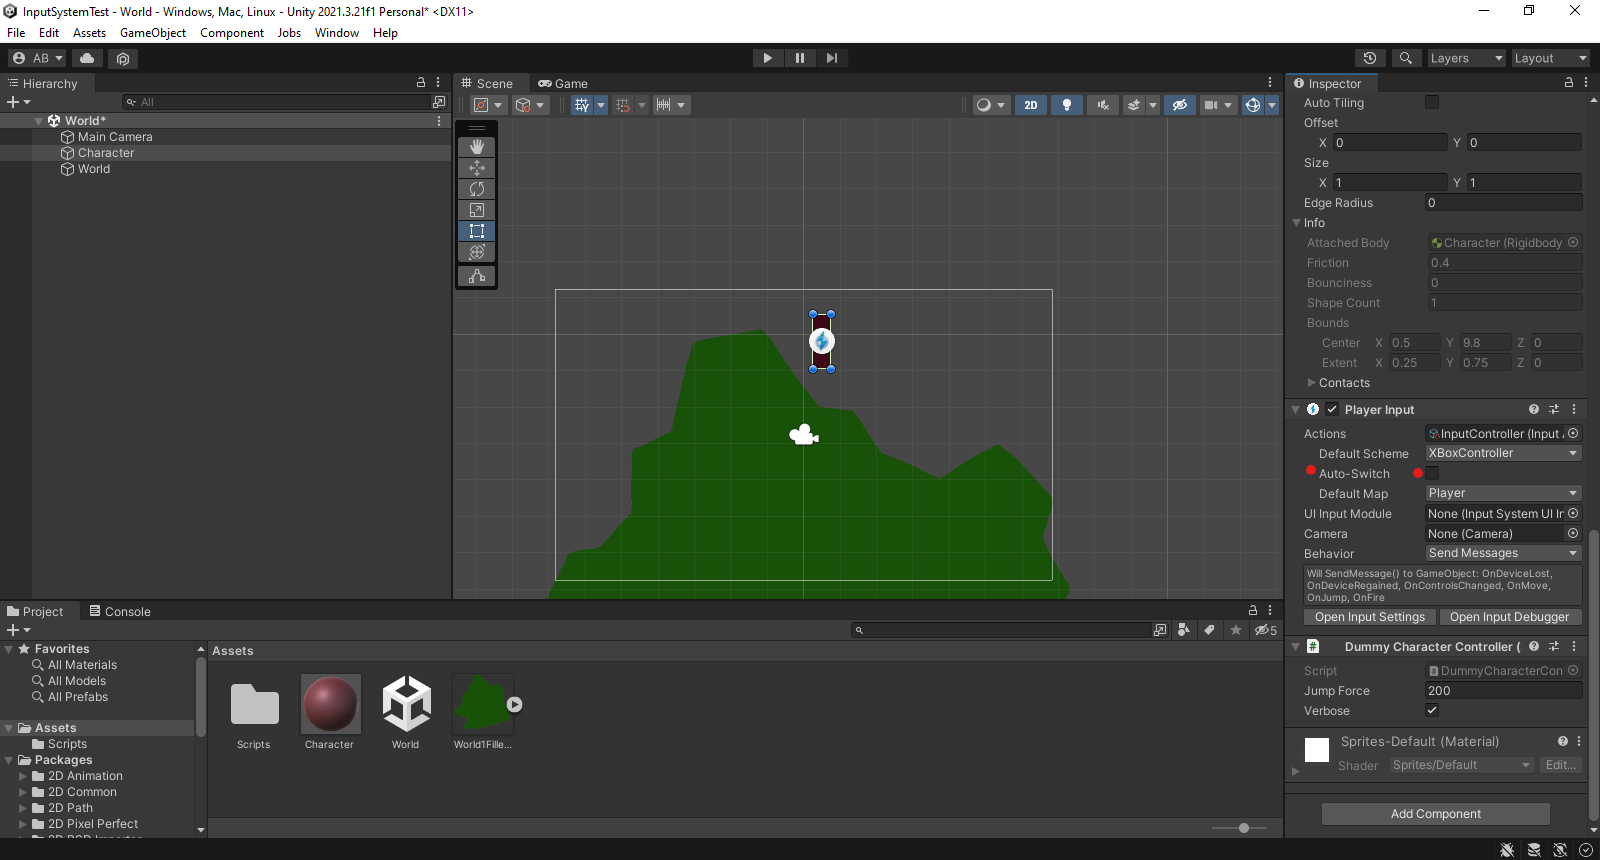 InputSystemTest - World - Windows, Mac, Linux - Unity 2021.3.21f1 Personal* <DX11>
File Edit Assets GameObject Component Jobs Window Help
AB Layers Layout
Hierarchy
All
World*
Main Camera
Character
World
Scene Game
2D
Inspector
Auto Tiling
Offset
X 0 Y 0
Size
X 1 Y 1
Edge Radius 0
Info
Attached Body Character (Rigidbody
Friction 0.4
Bounciness 0
Shape Count 1
Bounds
Center X 0.5 Y 9.8 Z 0
Extent X 0.25 Y 0.75 Z 0
Contacts
Player Input
Actions InputController (Input
Default Scheme XBoxController
Auto-Switch
Default Map Player
UI Input Module None (Input System UI In
Camera None (Camera)
Behavior Send Messages
Will SendMessage() to GameObject: OnDeviceLost,
OnDeviceRegained, OnControlsChanged, OnMove,
OnJump, OnFire
Open Input Settings Open Input Debugger
Dummy Character Controller (
Script # DummyCharacterCon
Jump Force 200
Verbose
Sprites-Default (Material)
Shader Sprites/Default Edit...
Add Component
Project Console
5
Favorites
All Materials
All Models
All Prefabs
Assets
Scripts
Packages
2D Animation
2D Common
2D Path
2D Pixel Perfect
Assets
Scripts Character World World1Fille...